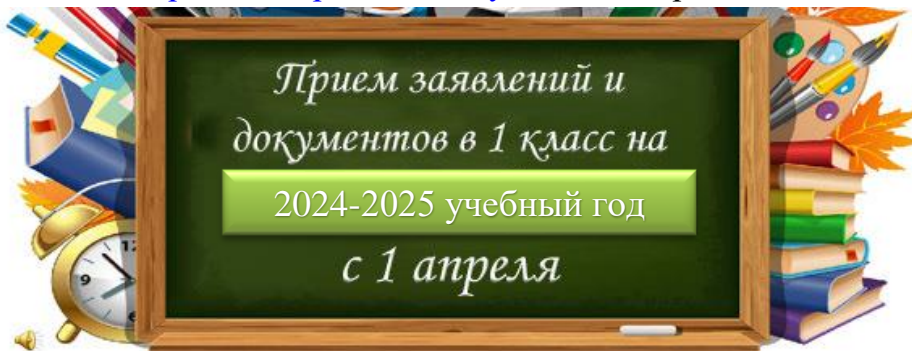 Прием заявлений и
документов в 1 класс на
2024-2025 учебный год
с 1 апреля